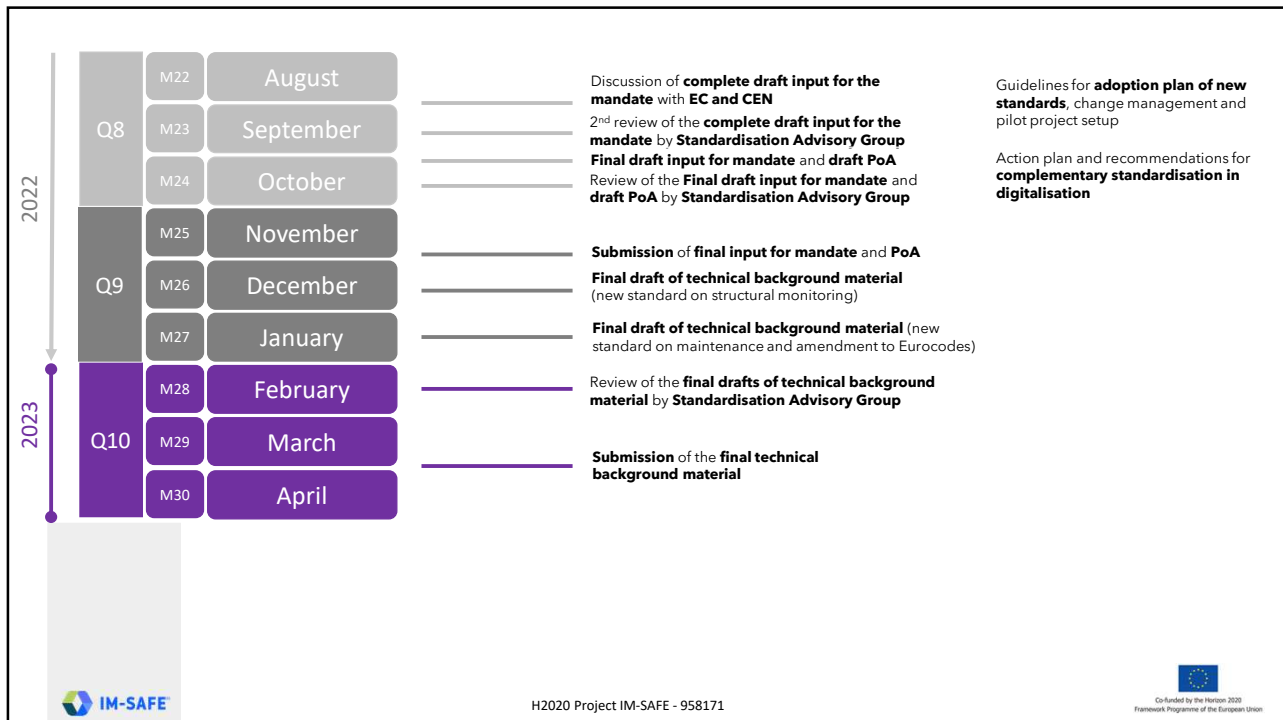 2022
2023
Q8
M22
August
M23
September
M24
October
Q9
M25
November
M26
December
M27
January
Q10
M28
February
M29
March
M30
April
Discussion of complete draft input for the
mandate with EC and CEN
2nd review of the complete draft input for the
mandate by Standardisation Advisory Group
Final draft input for mandate and draft PoA
Review of the Final draft input for mandate and
draft PoA by Standardisation Advisory Group
Submission of final input for mandate and PoA
Final draft of technical background material
(new standard on structural monitoring)
Final draft of technical background material (new
standard on maintenance and amendment to Eurocodes)
Review of the final drafts of technical background
material by Standardisation Advisory Group
Submission of the final technical
background material
Guidelines for adoption plan of new
standards, change management and
pilot project setup
Action plan and recommendations for
complementary standardisation in
digitalisation
IM-SAFE
H2020 Project IM-SAFE - 958171
Co-funded by the Horizon 2020
Framework Programme of the European Union